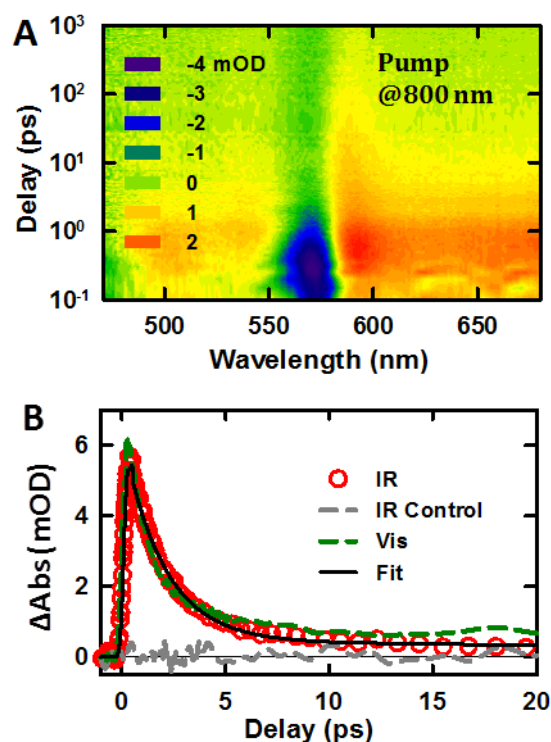 A
10³
10²
10¹
10⁰
10⁻¹
Delay (ps)
-4 mOD
-3
-2
-1
0
1
2
Pump
@800 nm
500 550 600 650
Wavelength (nm)
B
6
4
2
0
ΔAbs(mOD)
IR
IR Control
Vis
Fit
0 5 10 15 20
Delay (ps)